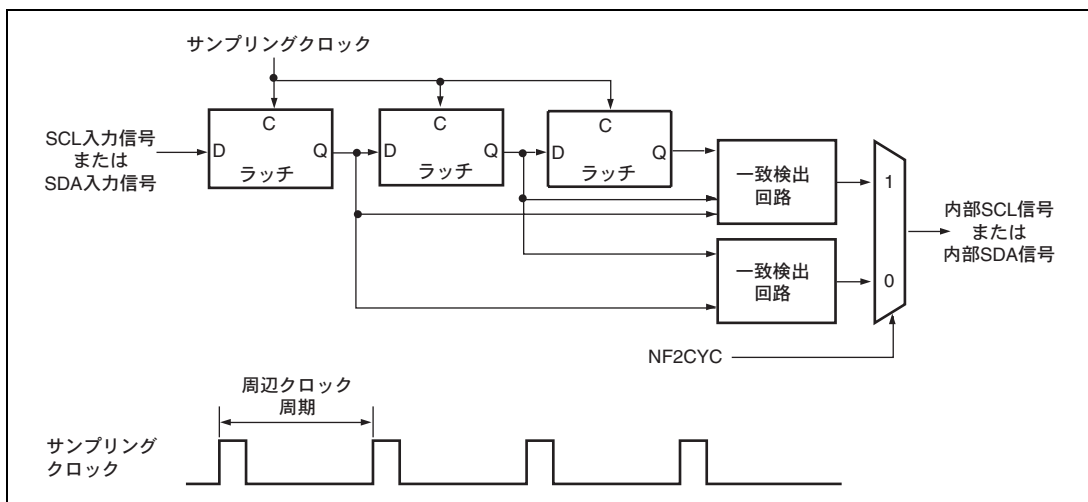 サンプリングクロック
SCL入力信号
または
SDA入力信号
C
D
Q
ラッチ
C
D
Q
ラッチ
C
D
Q
ラッチ
一致検出
回路
一致検出
回路
1
0
内部SCL信号
または
内部SDA信号
NF2CYC
周辺クロック
周期
サンプリング
クロック